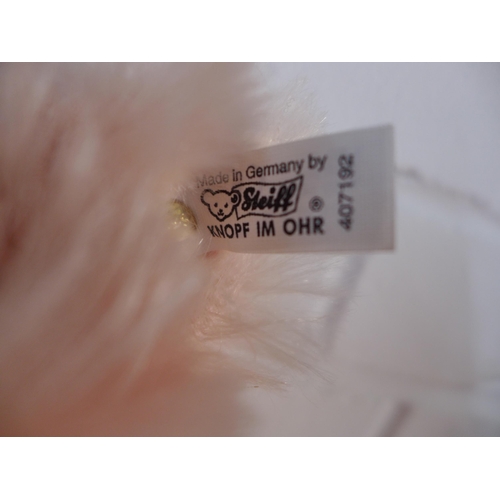 Made in Germany by
Steiff ®
KNOPF IM OHR
407192